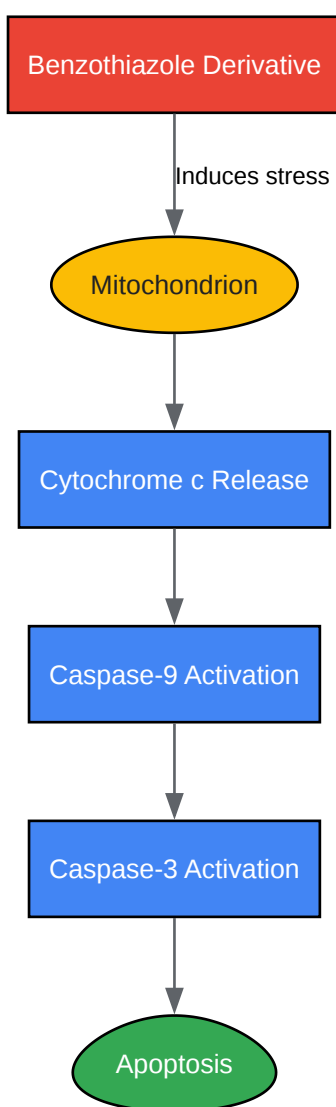 Benzothiazole Derivative
Induces stress
Mitochondrion
Cytochrome c Release
Caspase-9 Activation
Caspase-3 Activation
Apoptosis